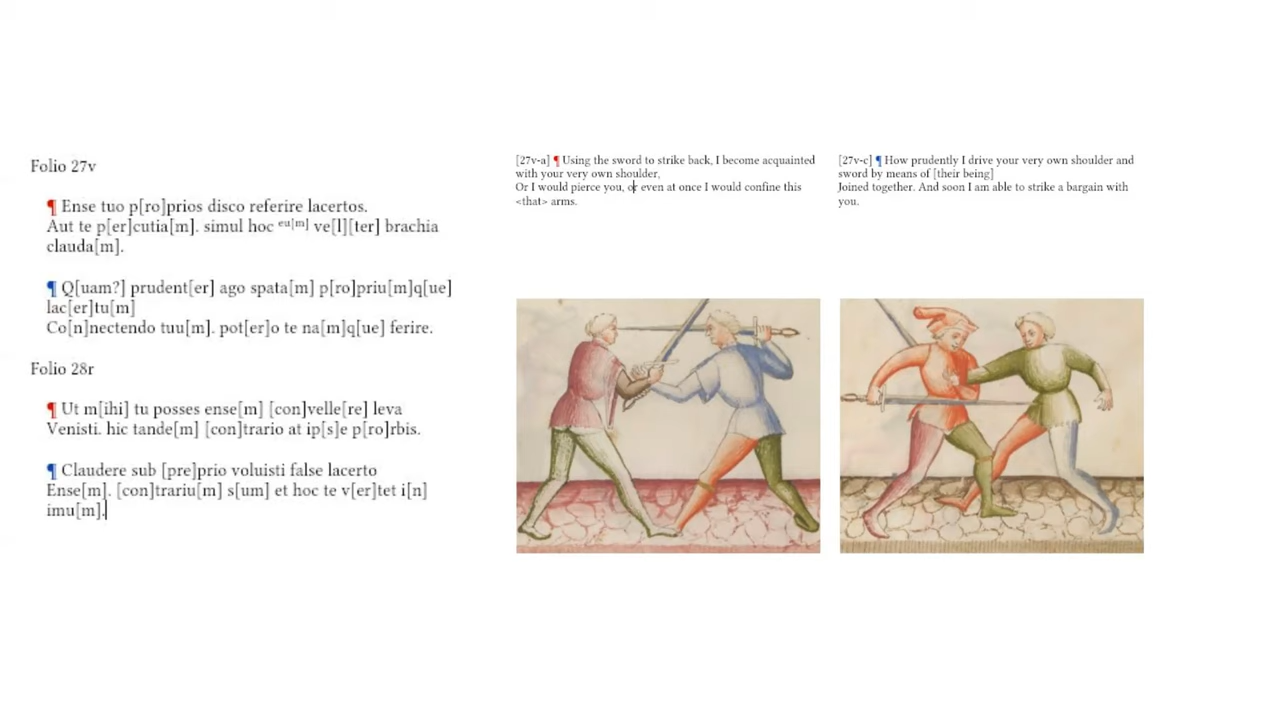 Folio 27v
¶ Ense tuo p[ro]prios disco referire lacertos.
Aut te p[er]cutia[m]. simul hoc eu[m] ve[l][ter] brachia
clauda[m].
¶ Q[uam?] prudent[er] ago spata[m] p[ro]priu[m]q[ue]
lac[er]tu[m]
Co[n]nectendo tuu[m]. pot[er]o te na[m]q[ue] ferire.
Folio 28r
¶ Ut m[ihi] tu posses ense[m] [con]velle[re] leva
Venisti. hic tande[m] [con]trario at ip[s]e p[ro]rbis.
¶ Claudere sub [pre]prio voluisti false lacerto
Ense[m]. [con]trariu[m] s[um] et hoc te v[er]tet i[n]
imu[m].
[27v-a] ¶ Using the sword to strike back, I become acquainted
with your very own shoulder,
Or I would pierce you, or even at once I would confine this
<that> arms.
[27v-c] ¶ How prudently I drive your very own shoulder and
sword by means of [their being]
Joined together. And soon I am able to strike a bargain with
you.